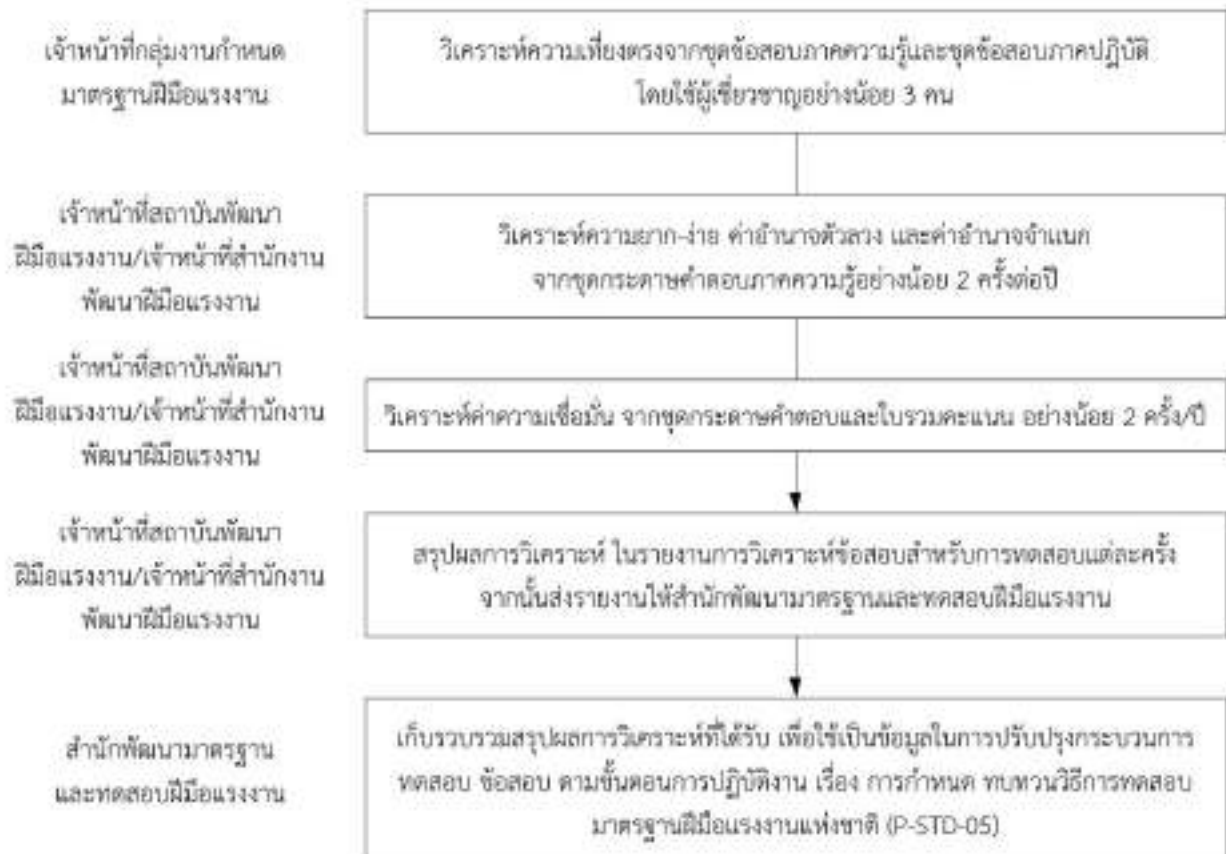 เจ้าหน้าที่กลุ่มงานกำหนด
มาตรฐานฝีมือแรงงาน
วิเคราะห์ความเที่ยงตรงจากชุดข้อสอบภาคความรู้และชุดข้อสอบภาคปฏิบัติ
โดยใช้ผู้เชี่ยวชาญอย่างน้อย 3 คน
เจ้าหน้าที่สถาบันพัฒนา
ฝีมือแรงงาน/เจ้าหน้าที่สำนักงาน
พัฒนาฝีมือแรงงาน
วิเคราะห์ความยาก-ง่าย ค่าอำนาจตัวลวง และค่าอำนาจจำแนก
จากชุดกระดาษคำตอบภาคความรู้อย่างน้อย 2 ครั้งต่อปี
เจ้าหน้าที่สถาบันพัฒนา
ฝีมือแรงงาน/เจ้าหน้าที่สำนักงาน
พัฒนาฝีมือแรงงาน
วิเคราะห์ค่าความเชื่อมั่น จากชุดกระดาษคำตอบและใบรวมคะแนน อย่างน้อย 2 ครั้ง/ปี
เจ้าหน้าที่สถาบันพัฒนา
ฝีมือแรงงาน/เจ้าหน้าที่สำนักงาน
พัฒนาฝีมือแรงงาน
สรุปผลการวิเคราะห์ ในรายงานการวิเคราะห์ข้อสอบสำหรับการทดสอบแต่ละครั้ง
จากนั้นส่งรายงานให้สำนักพัฒนามาตรฐานและทดสอบฝีมือแรงงาน
สำนักพัฒนามาตรฐาน
และทดสอบฝีมือแรงงาน
เก็บรวบรวมสรุปผลการวิเคราะห์ที่ได้รับ เพื่อใช้เป็นข้อมูลในการปรับปรุงกระบวนการ
ทดสอบ ข้อสอบ ตามขั้นตอนการปฏิบัติงาน เรื่อง การกำหนด ทบทวนวิธีการทดสอบ
มาตรฐานฝีมือแรงงานแห่งชาติ (P-STD-05)